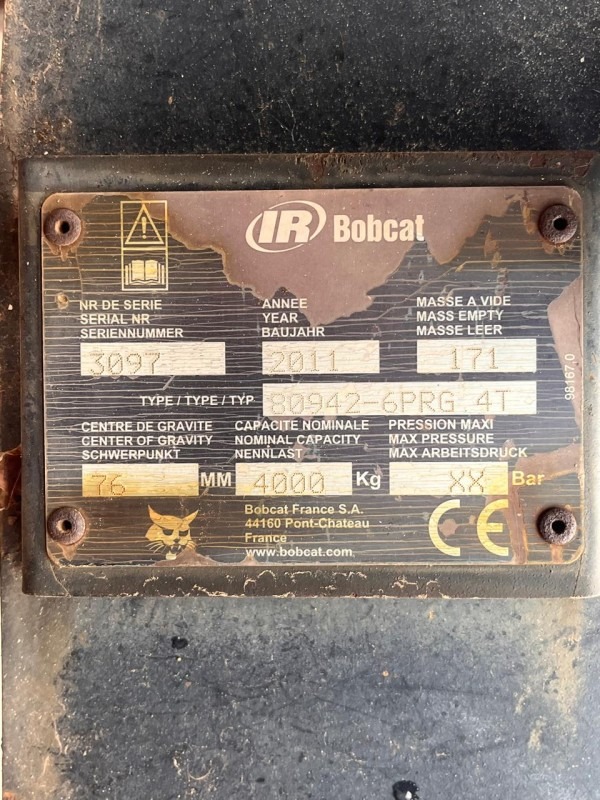 IR Bobcat
NR DE SERIE
SERIAL NR
SERIENNUMMER
3097
ANNEE
YEAR
BAUJAHR
2011
MASSE A VIDE
MASS EMPTY
MASSE LEER
171
TYPE / TYPE / TYP 80942-6PRG 4T
CENTRE DE GRAVITE
CENTER OF GRAVITY
SCHWERPUNKT
76 MM
CAPACITE NOMINALE
NOMINAL CAPACITY
NENNLAST
4000 Kg
PRESSION MAXI
MAX PRESSURE
MAX ARBEITSDRUCK
XX Bar
Bobcat France S.A.
44160 Pont-Chateau
France
www.bobcat.com
CE
98167.0